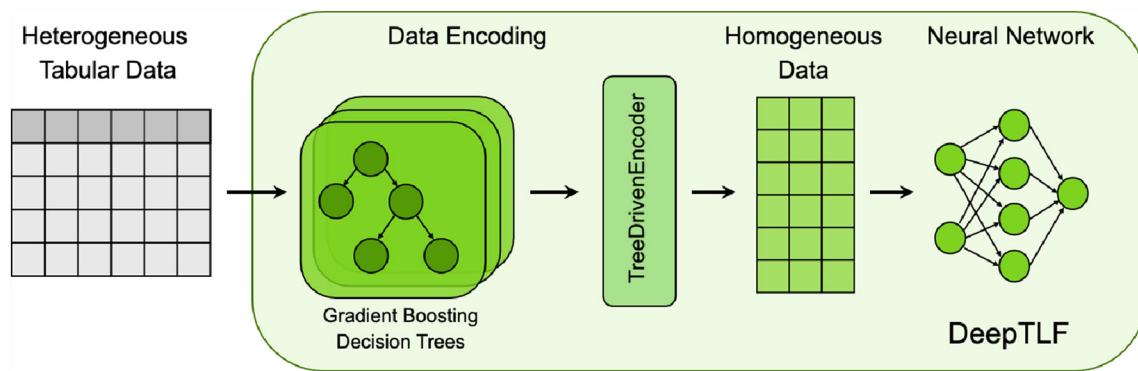 Heterogeneous
Tabular Data
Data Encoding
Gradient Boosting
Decision Trees
TreeDrivenEncoder
Homogeneous
Data
Neural Network
DeepTLF